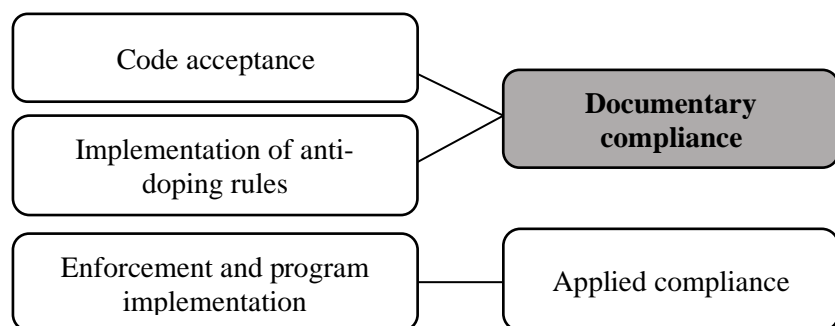 Code acceptance
Documentary
compliance
Implementation of anti-
doping rules
Enforcement and program
implementation
Applied compliance